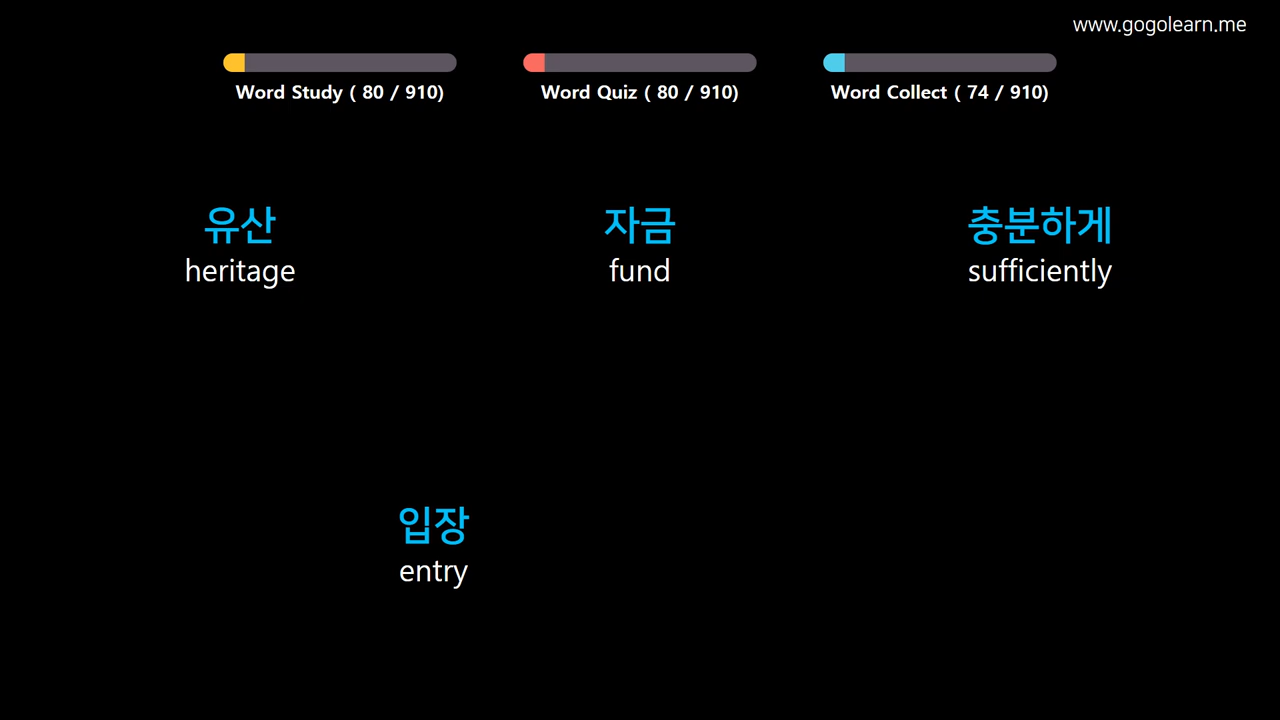 www.gogolearn.me
Word Study ( 80 / 910)
Word Quiz ( 80 / 910)
Word Collect ( 74 / 910)
유산
heritage
자금
fund
충분하게
sufficiently
입장
entry